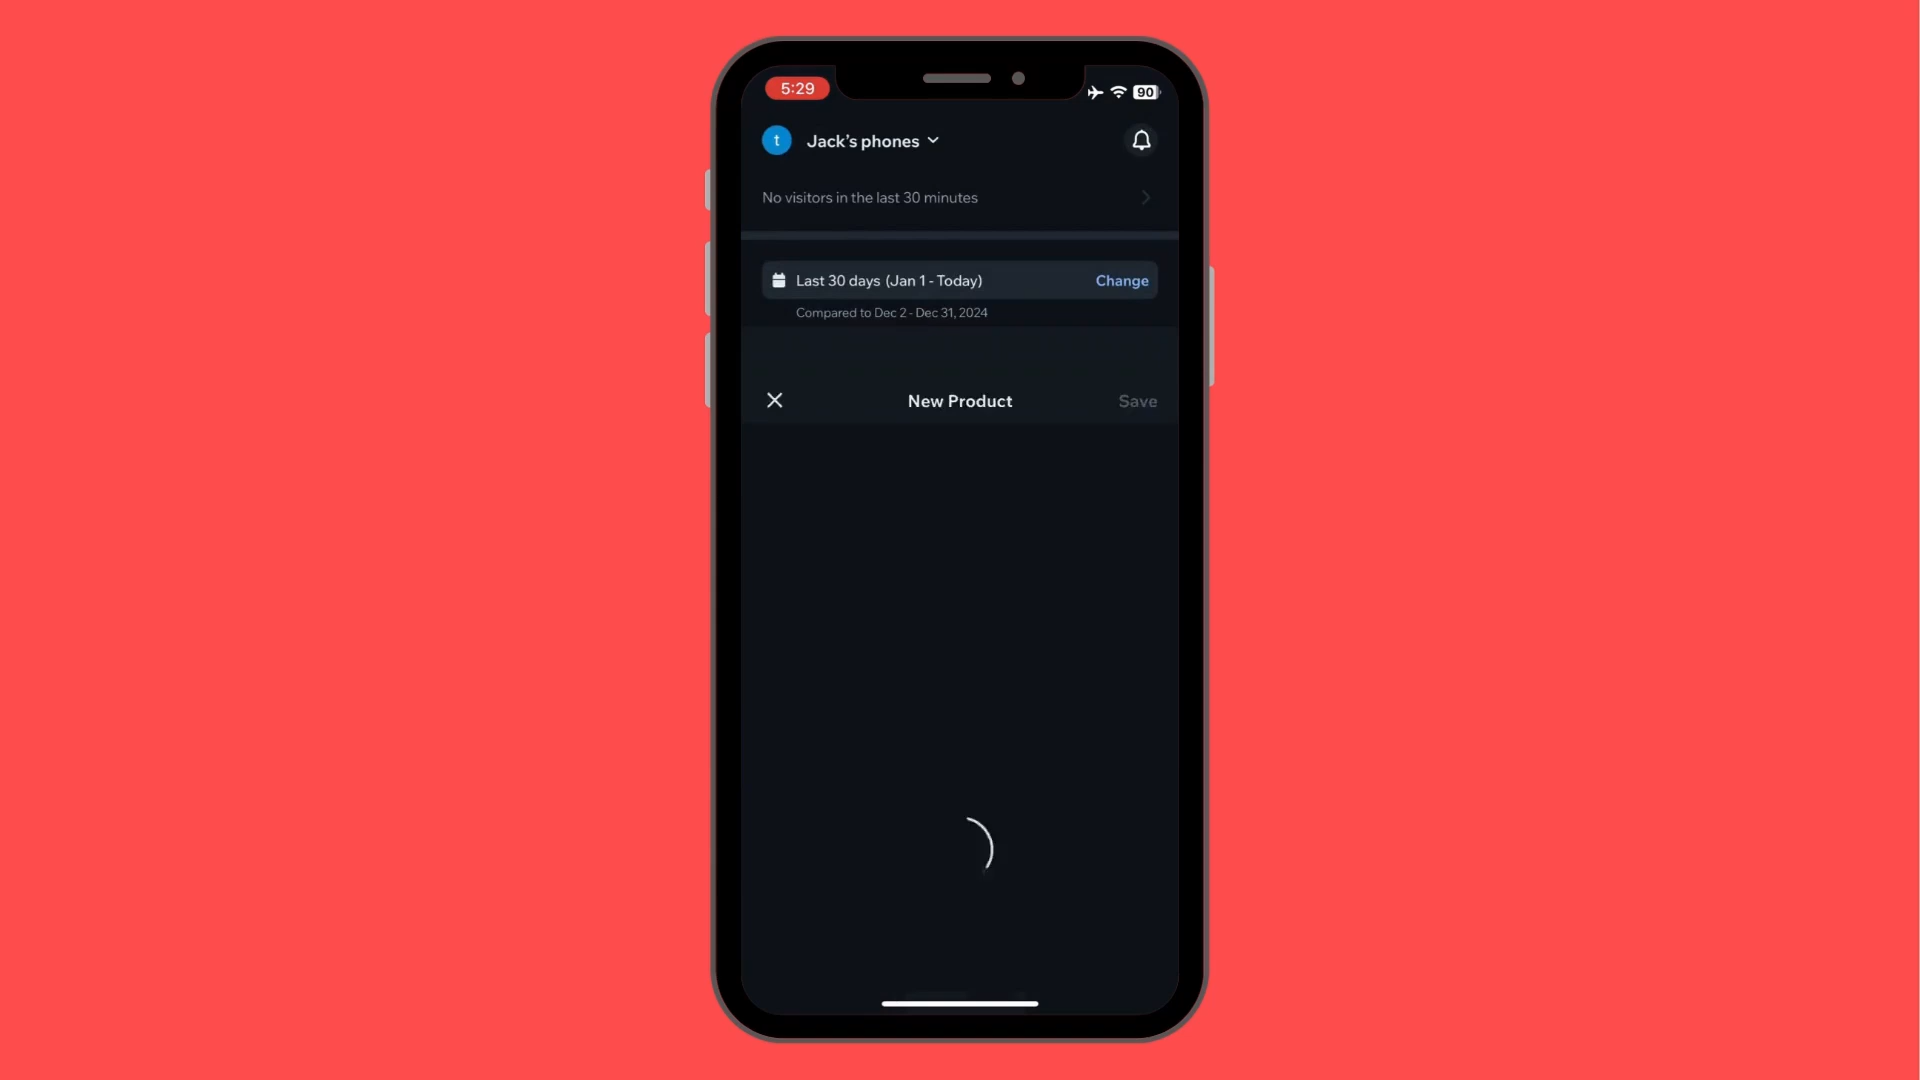 5:29
90
t
Jack’s phones
No visitors in the last 30 minutes
Last 30 days (Jan 1 - Today)
Change
Compared to Dec 2 - Dec 31, 2024
New Product
Save